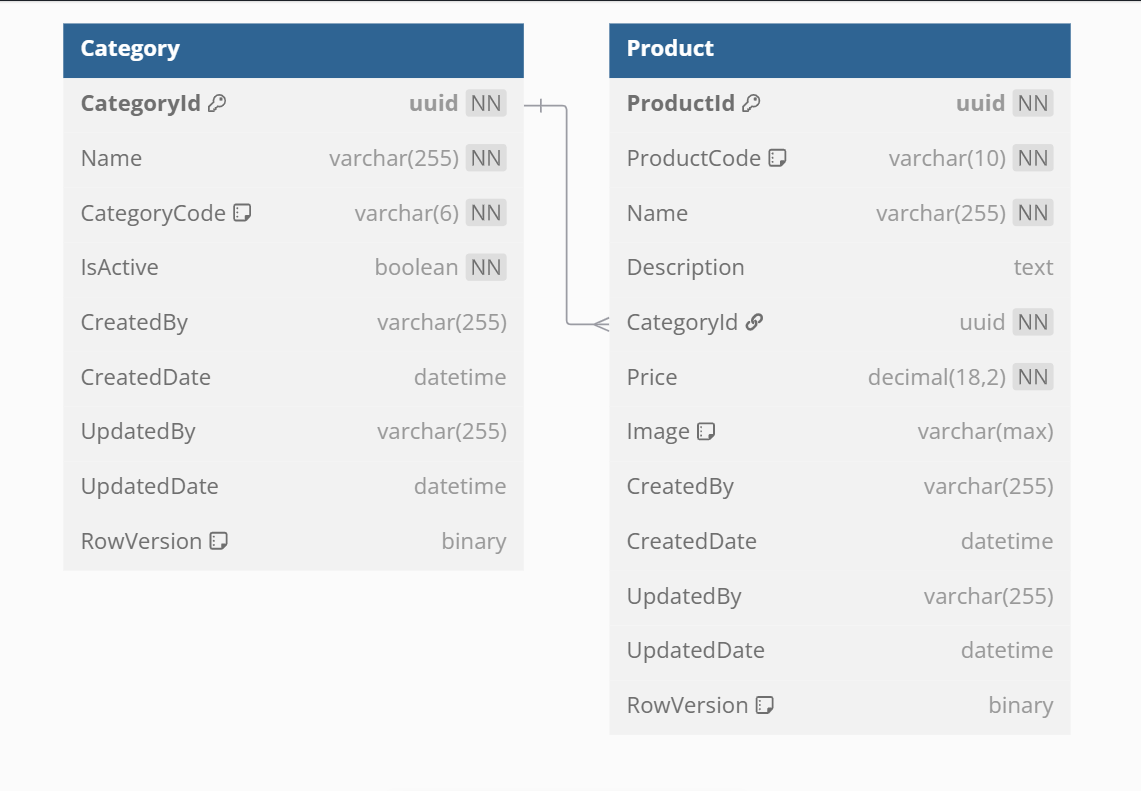 Category
CategoryId uuid NN
Name varchar(255) NN
CategoryCode varchar(6) NN
IsActive boolean NN
CreatedBy varchar(255)
CreatedDate datetime
UpdatedBy varchar(255)
UpdatedDate datetime
RowVersion binary
Product
ProductId uuid NN
ProductCode varchar(10) NN
Name varchar(255) NN
Description text
CategoryId uuid NN
Price decimal(18,2) NN
Image varchar(max)
CreatedBy varchar(255)
CreatedDate datetime
UpdatedBy varchar(255)
UpdatedDate datetime
RowVersion binary